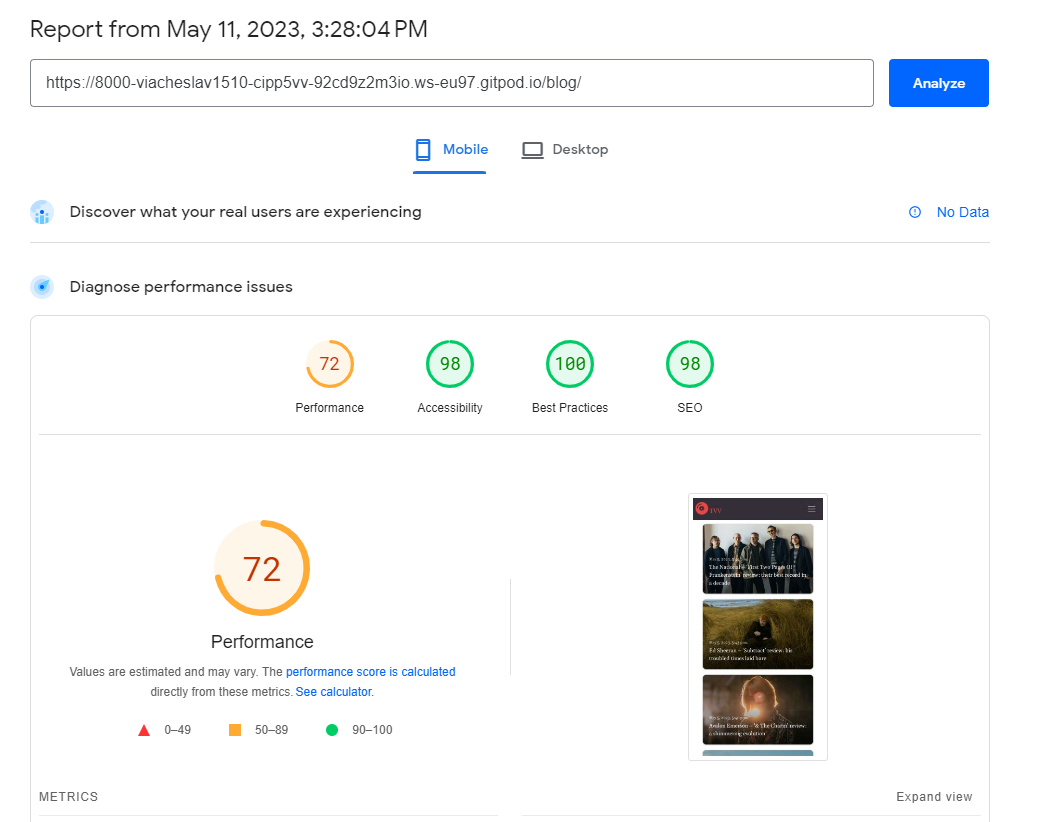 Report from May 11, 2023, 3:28:04 PM
https://8000-viacheslav1510-cipp5vv-92cd9z2m3io.ws-eu97.gitpod.io/blog/
Analyze
Mobile
Desktop
Discover what your real users are experiencing
No Data
Diagnose performance issues
72
98
100
98
Performance
Accessibility
Best Practices
SEO
72
Performance
Values are estimated and may vary. The performance score is calculated
directly from these metrics. See calculator.
0–49
50–89
90–100
The National – 'First Two Pages Of
Frankenstein' review: their best record in
a decade
Ed Sheeran – 'Subtract' review: his
troubled times laid bare
Avalon Emerson – '& The Charm' review:
a shimmering evolution
METRICS
Expand view